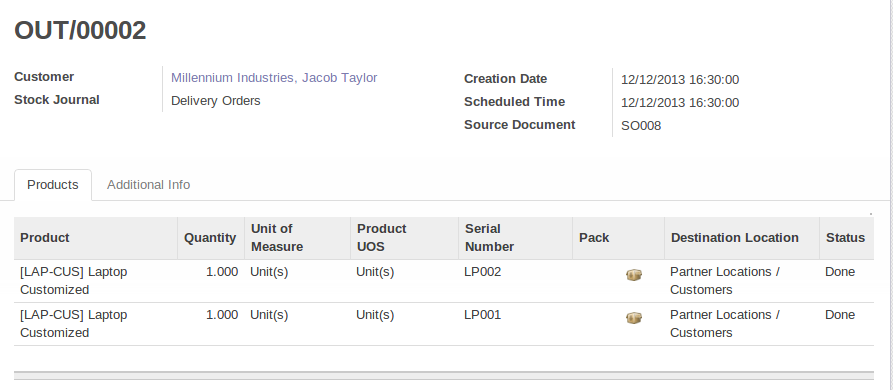 OUT/00002
Customer Millennium Industries, Jacob Taylor
Stock Journal Delivery Orders
Creation Date 12/12/2013 16:30:00
Scheduled Time 12/12/2013 16:30:00
Source Document SO008
Products Additional Info
Product Quantity Unit of Measure Product UOS Serial Number Pack Destination Location Status
[LAP-CUS] Laptop Customized 1.000 Unit(s) Unit(s) LP002 Partner Locations / Customers Done
[LAP-CUS] Laptop Customized 1.000 Unit(s) Unit(s) LP001 Partner Locations / Customers Done